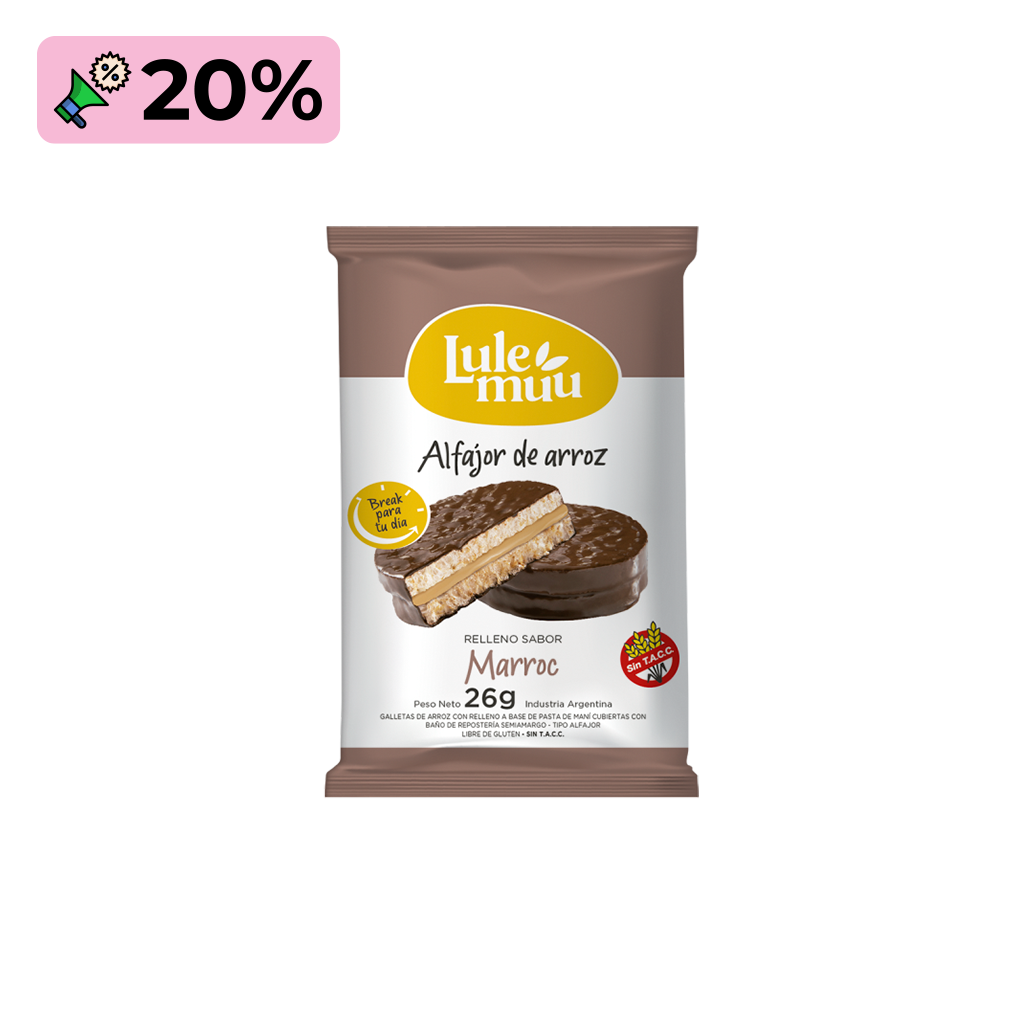 20%
Lule
muu
Alfajor de arroz
Break
para
tu día
RELLENO SABOR
Marroc
Sin T.A.C.C.
Peso Neto 26g Industria Argentina
GALLETAS DE ARROZ CON RELLENO A BASE DE PASTA DE MANÍ CUBIERTAS CON
BAÑO DE REPOSTERÍA SEMIAMARGO - TIPO ALFAJOR
LIBRE DE GLUTEN - SIN T.A.C.C.